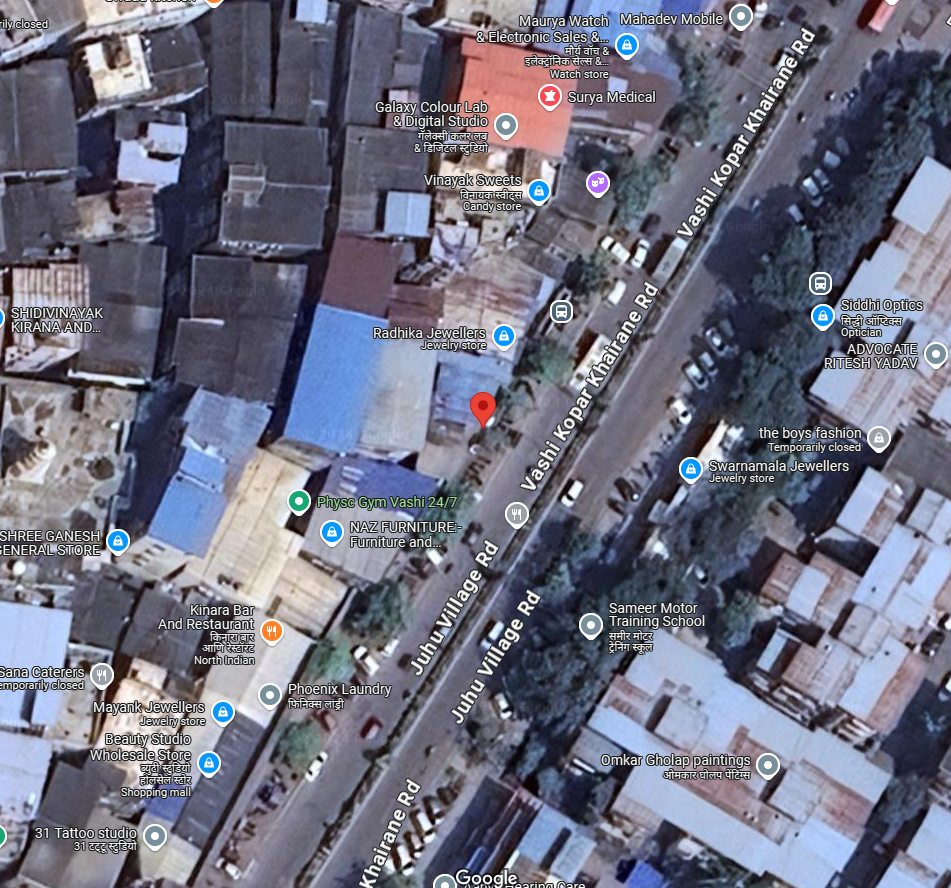 rily closed
Maurya Watch
& Electronic Sales &...
मौर्य वॉच &
इलेक्ट्रॉनिक सेल्स &...
Watch store
Mahadev Mobile
Surya Medical
Galaxy Colour Lab
& Digital Studio
गॅलेक्सी कलर लब
& डिजिटल स्टुडियो
Vinayak Sweets
विनायक स्वीट्स
Candy store
Vashi Kopar Khairane Rd
SHIDIVINAYAK
KIRANA AND...
Radhika Jewellers
Jewelry store
Siddhi Optics
सिद्धी ऑप्टिक्स
Optician
ADVOCATE
RITESH YADAV
Vashi Kopar Khairane Rd
the boys fashion
Temporarily closed
Swarnamala Jewellers
Jewelry store
Physc Gym Vashi 24/7
NAZ FURNITURE:-
Furniture and...
SHREE GANESH
GENERAL STORE
Juhu Village Rd
Juhu Village Rd
Kinara Bar
And Restaurant
किनारा बार
आणि रेस्टॉरंट
North Indian
Sameer Motor
Training School
समीर मोटर
ट्रेनिंग स्कूल
Sana Caterers
emporarily closed
Phoenix Laundry
फिनिक्स लाँड्री
Mayank Jewellers
Jewelry store
Beauty Studio
Wholesale Store
ब्युटी स्टुडियो
होलसेल स्टोर
Shopping mall
Omkar Gholap paintings
ओमकार घोलप पेंटिंग्स
31 Tattoo studio
31 टट्टू स्टुडियो
Khairane Rd
Google
Hearing Care